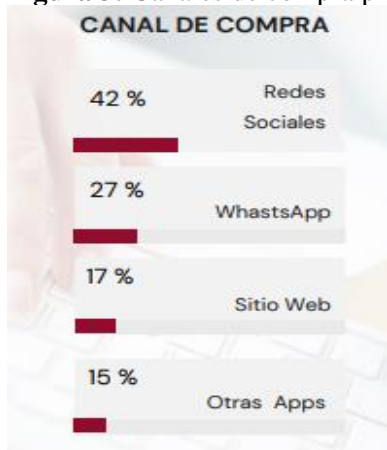 CANAL DE COMPRA
42 %
Redes
Sociales
27 %
WhastsApp
17 %
Sitio Web
15 %
Otras Apps